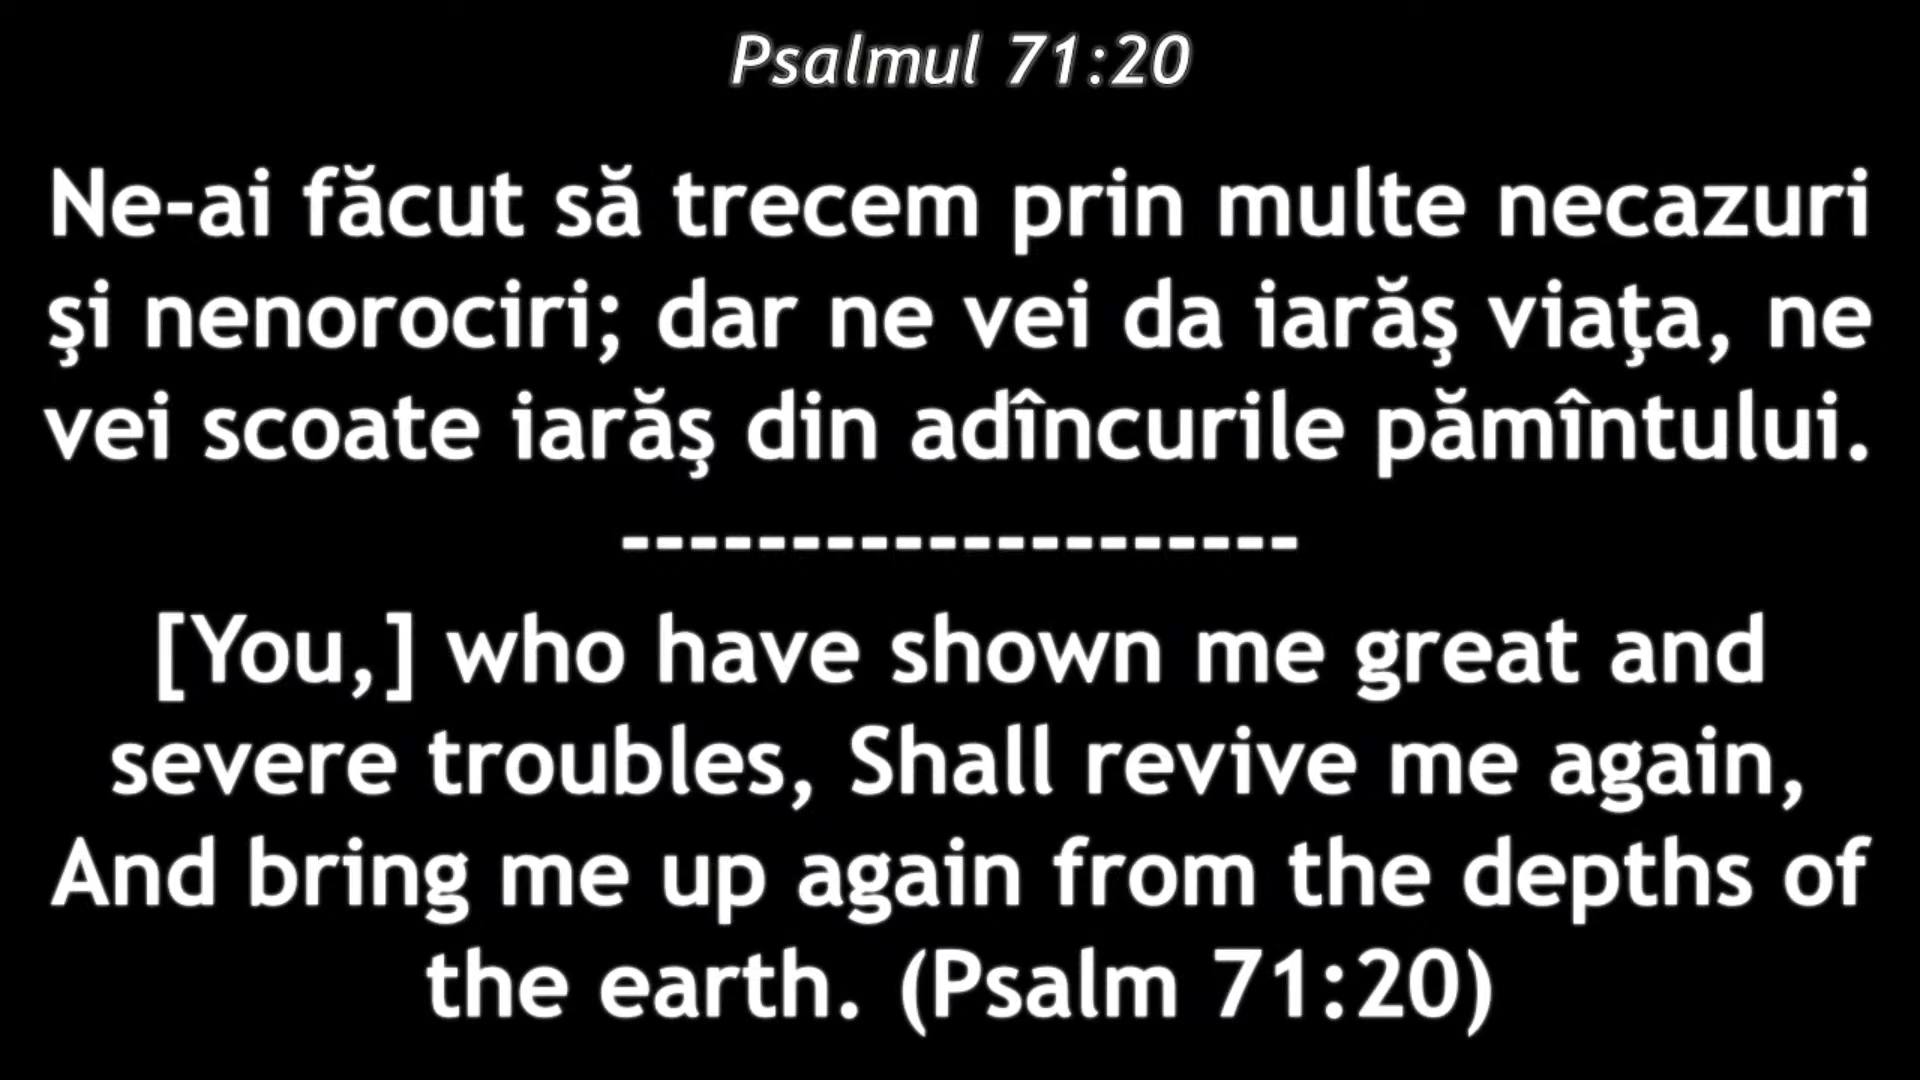 Psalmul 71:20
Ne-ai făcut să trecem prin multe necazuri
şi nenorociri; dar ne vei da iarăş viaţa, ne
vei scoate iarăş din adîncurile pămîntului.
--------------------
[You,] who have shown me great and
severe troubles, Shall revive me again,
And bring me up again from the depths of
the earth. (Psalm 71:20)